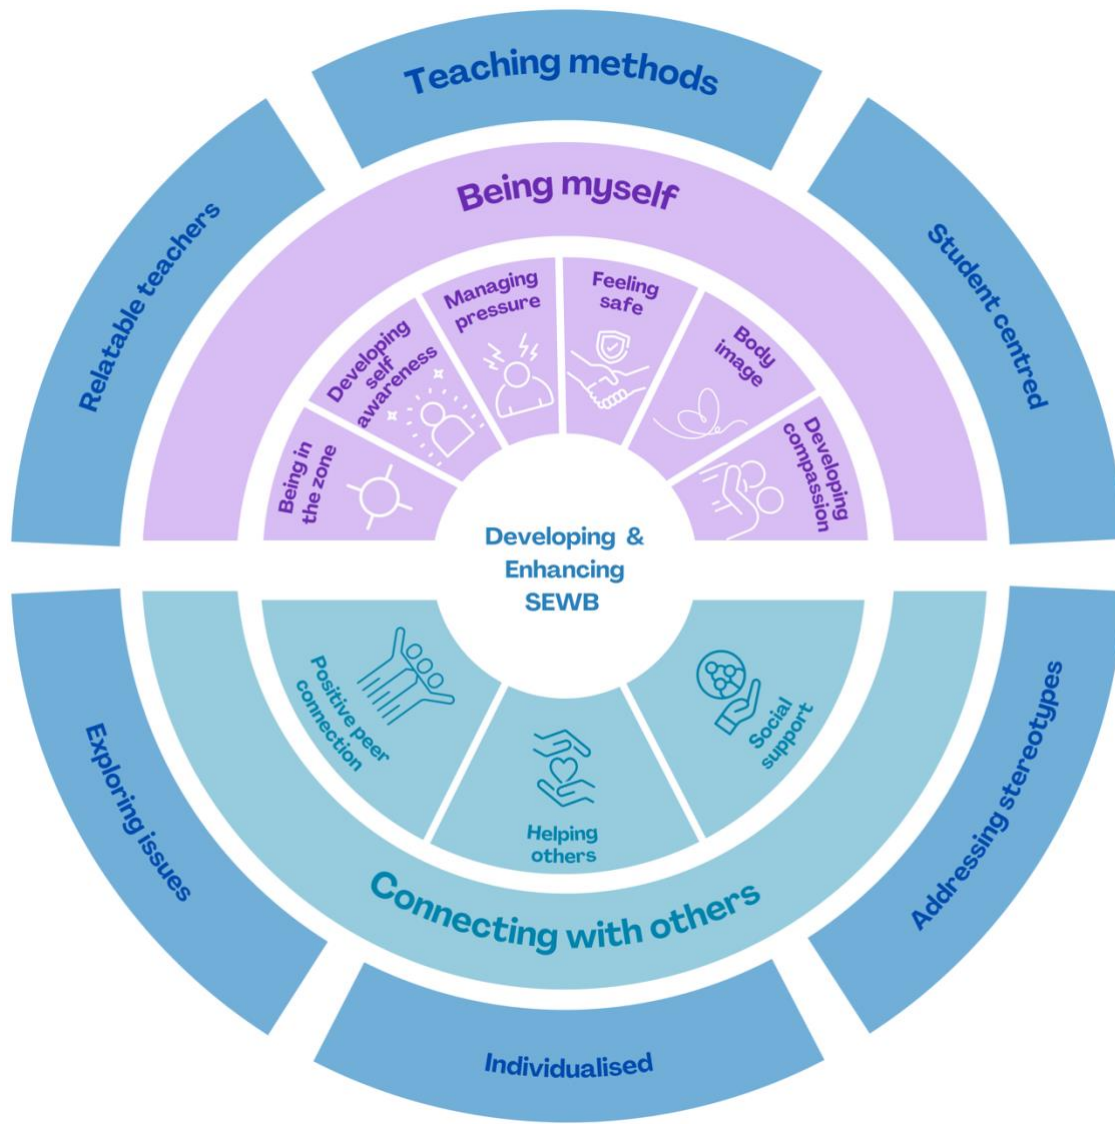 Teaching methods
Relatable teachers
Student centred
Being myself
Being in
the zone
Developing
self
awareness
Managing
pressure
Feeling
safe
Body
image
Developing
compassion
Developing &
Enhancing
SEWB
Positive peer
connection
Helping
others
Social
support
Connecting with others
Exploring issues
Addressing stereotypes
Individualised